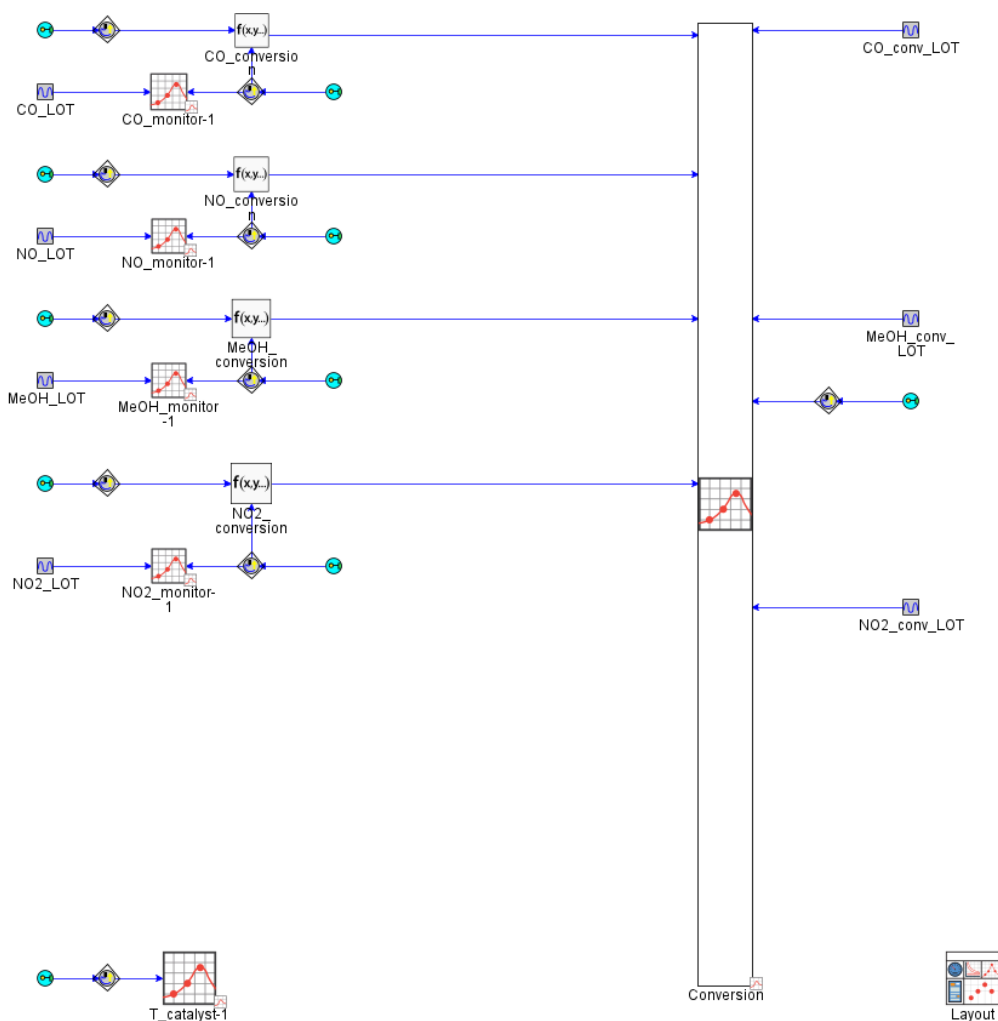 f(x,y...)
CO_conversio
n
CO_conv_LOT
CO_LOT
CO_monitor-1
f(x,y...)
NO_conversio
n
NO_LOT
NO_monitor-1
f(x,y...)
MeOH_
conversion
MeOH_conv_
LOT
MeOH_LOT
MeOH_monitor
-1
f(x,y...)
NO2_
conversion
NO2_LOT
NO2_monitor-
1
NO2_conv_LOT
T_catalyst-1
Conversion
Layout